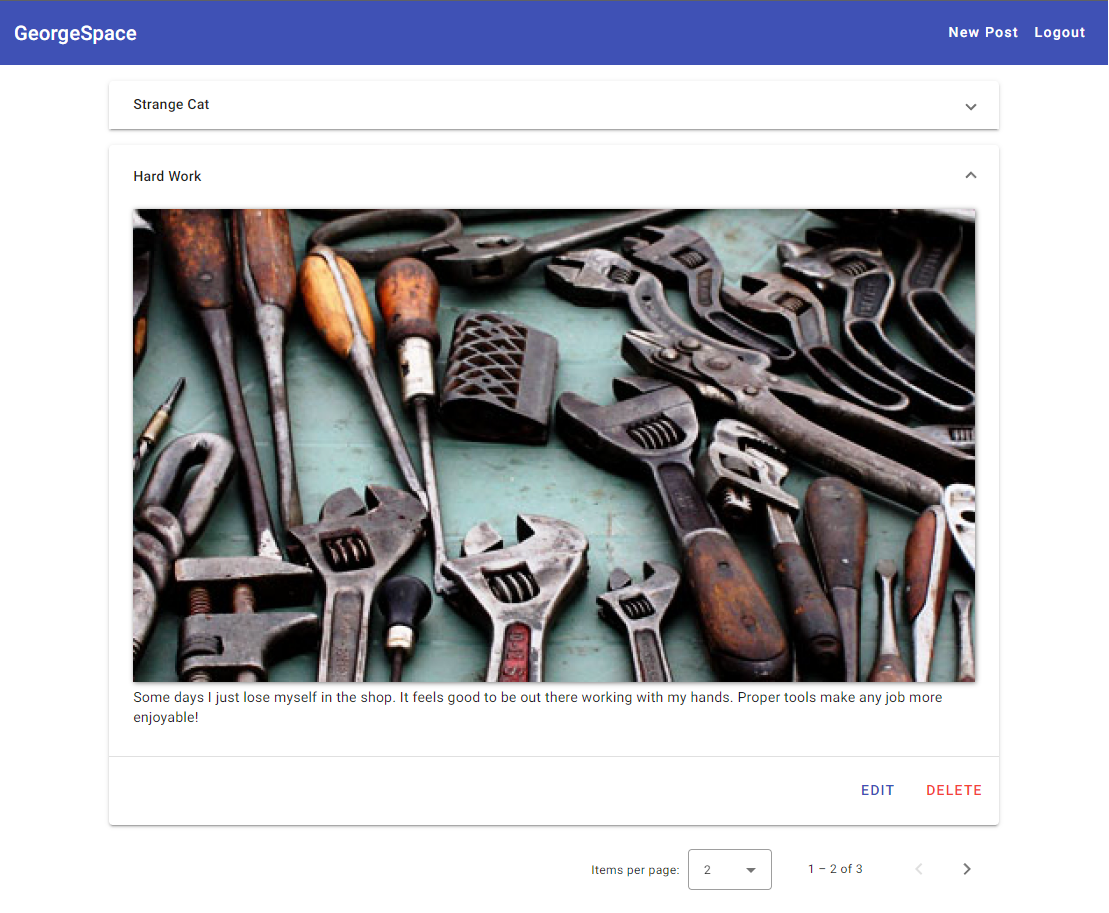 GeorgeSpace
New Post Logout
Strange Cat
Hard Work
Some days I just lose myself in the shop. It feels good to be out there working with my hands. Proper tools make any job more
enjoyable!
EDIT DELETE
Items per page: 2 1 – 2 of 3